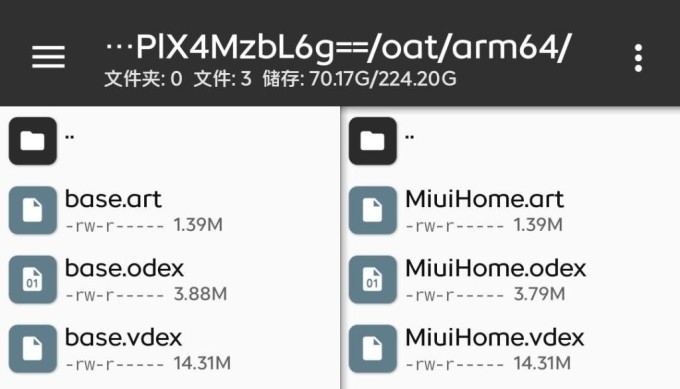 ···PlX4MzbL6g==/oat/arm64/
文件夹: 0 文件: 3 储存: 70.17G/224.20G
..
base.art
-rw-r----- 1.39M
base.odex
-rw-r----- 3.88M
base.vdex
-rw-r----- 14.31M
..
MiuiHome.art
-rw-r----- 1.39M
MiuiHome.odex
-rw-r----- 3.79M
MiuiHome.vdex
-rw-r----- 14.31M